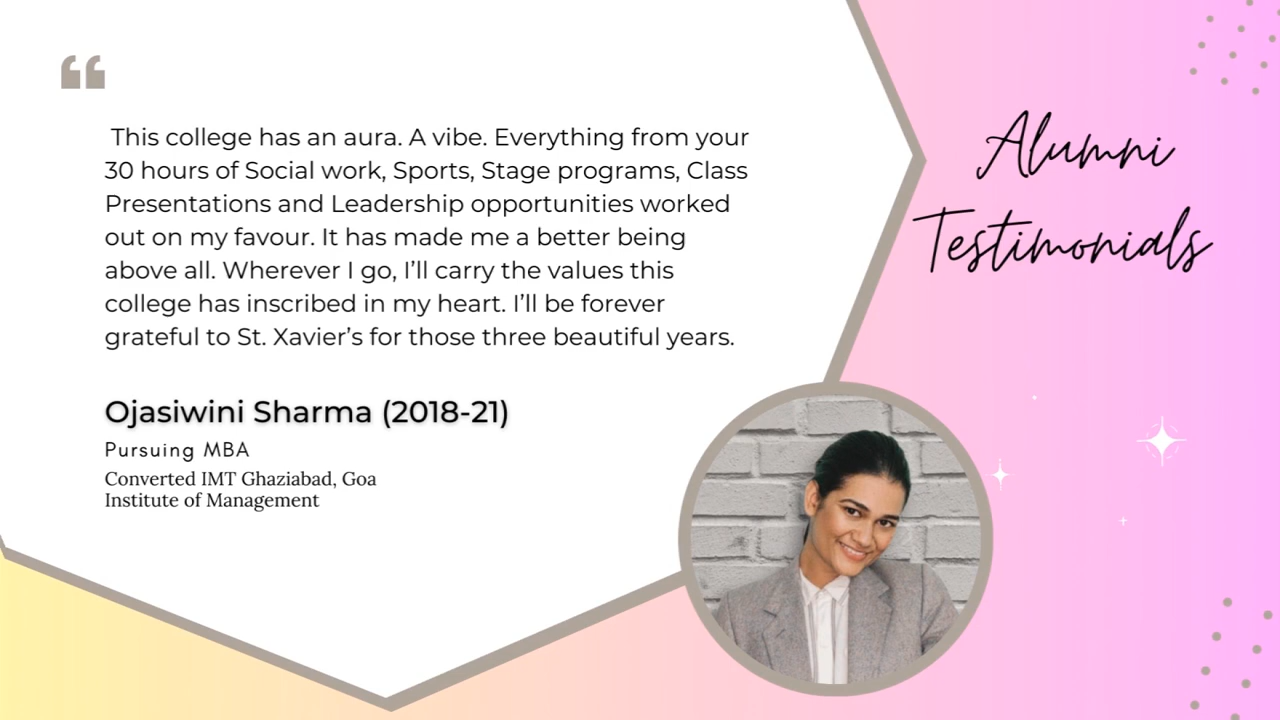 “
This college has an aura. A vibe. Everything from your
30 hours of Social work, Sports, Stage programs, Class
Presentations and Leadership opportunities worked
out on my favour. It has made me a better being
above all. Wherever I go, I’ll carry the values this
college has inscribed in my heart. I’ll be forever
grateful to St. Xavier’s for those three beautiful years.
Ojasiwini Sharma (2018-21)
Pursuing MBA
Converted IMT Ghaziabad, Goa
Institute of Management
Alumni
Testimonials